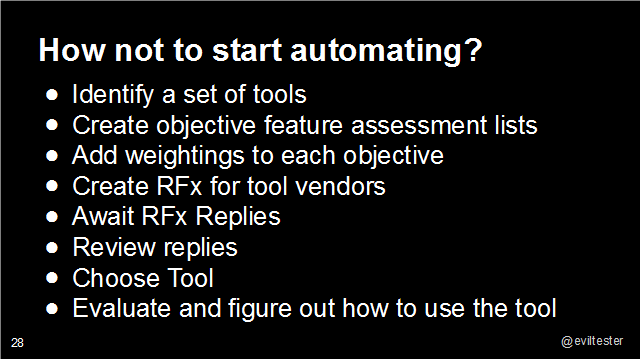 How not to start automating?
● Identify a set of tools
● Create objective feature assessment lists
● Add weightings to each objective
● Create RFx for tool vendors
● Await RFx Replies
● Review replies
● Choose Tool
● Evaluate and figure out how to use the tool
28
@eviltester